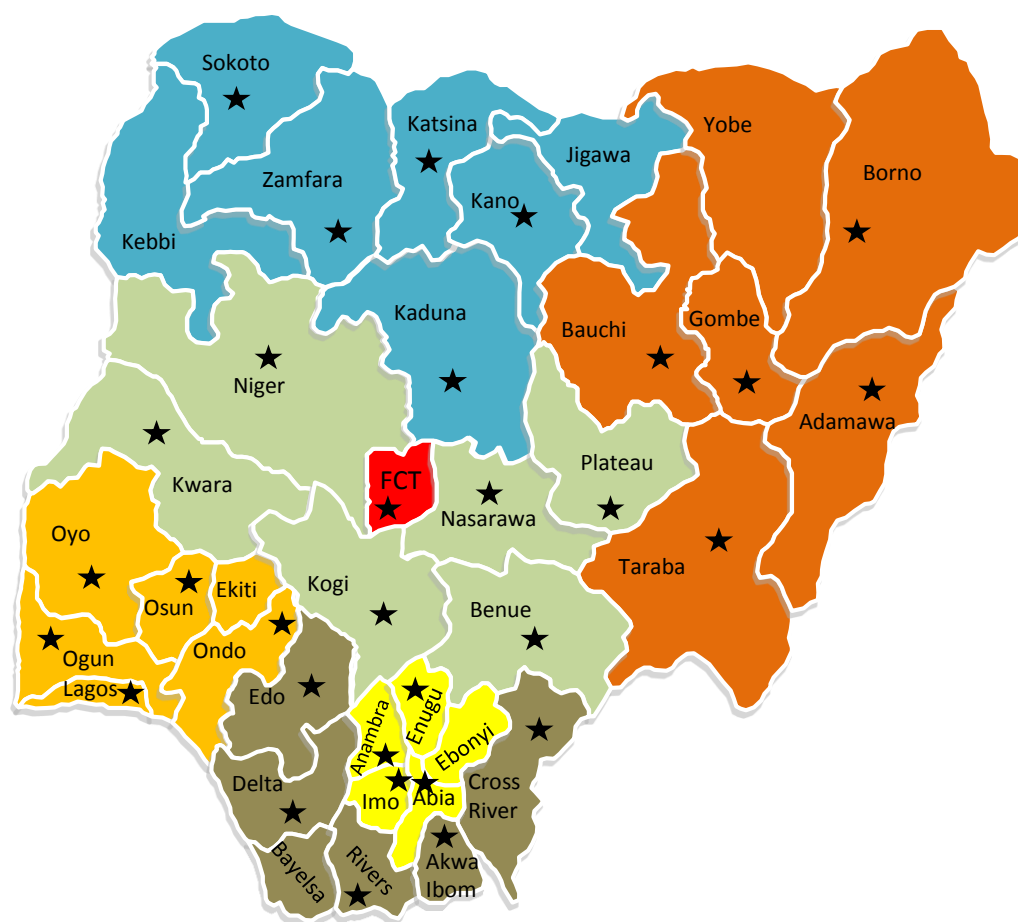 Sokoto
Katsina
Yobe
Jigawa
Borno
Zamfara
Kano
Kebbi
Kaduna
Gombe
Bauchi
Niger
Adamawa
Plateau
FCT
Kwara
Nasarawa
Oyo
Taraba
Kogi
Ekiti
Osun
Benue
Ondo
Ogun
Lagos
Edo
Enugu
Anambra
Ebonyi
Delta
Cross
River
Imo
Abia
Bayelsa
Rivers
Akwa
Ibom